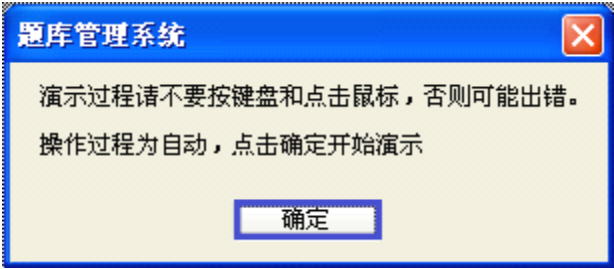 题库管理系统
演示过程请不要按键盘和点击鼠标，否则可能出错。
操作过程为自动，点击确定开始演示
确定